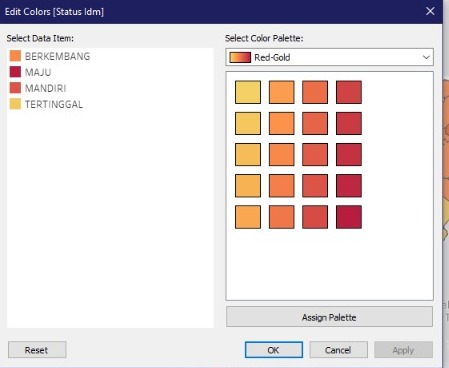 Edit Colors [Status Idm]
Select Data Item:
BERKEMBANG
MAJU
MANDIRI
TERTINGGAL
Select Color Palette:
Red-Gold
Assign Palette
Reset
OK
Cancel
Apply